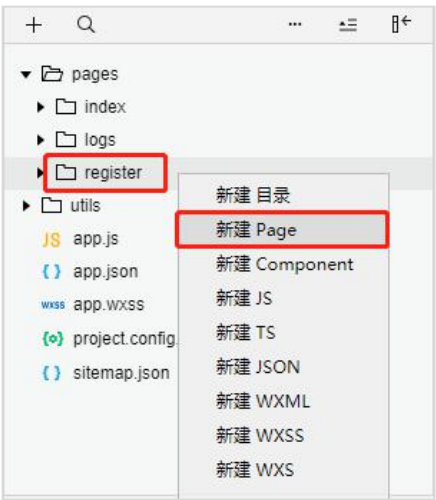 pages
index
logs
register
utils
JS app.js
{ } app.json
wxss app.wxss
{o} project.config.
{ } sitemap.json
新建 目录
新建 Page
新建 Component
新建 JS
新建 TS
新建 JSON
新建 WXML
新建 WXSS
新建 WXS